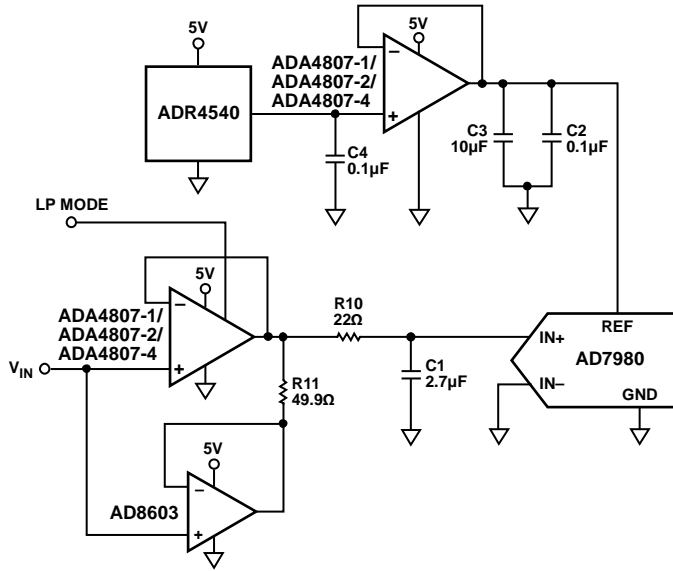 5V
ADR4540
ADA4807-1/
ADA4807-2/
ADA4807-4
5V
−
+
C4
0.1µF
C3
10µF
C2
0.1µF
LP MODE
ADA4807-1/
ADA4807-2/
ADA4807-4
5V
−
+
VIN
R10
22Ω
R11
49.9Ω
C1
2.7µF
REF
IN+
AD7980
IN−
GND
5V
AD8603
−
+